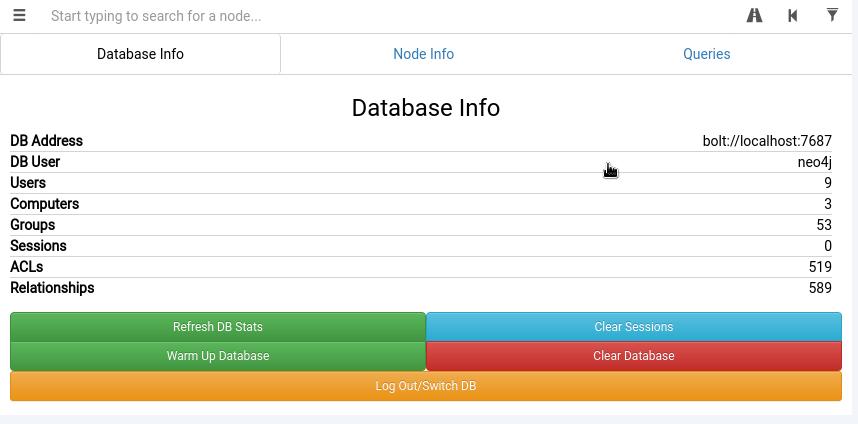 Start typing to search for a node...
Database Info Node Info Queries
Database Info
DB Address bolt://localhost:7687
DB User neo4j
Users 9
Computers 3
Groups 53
Sessions 0
ACLs 519
Relationships 589
Refresh DB Stats Clear Sessions
Warm Up Database Clear Database
Log Out/Switch DB